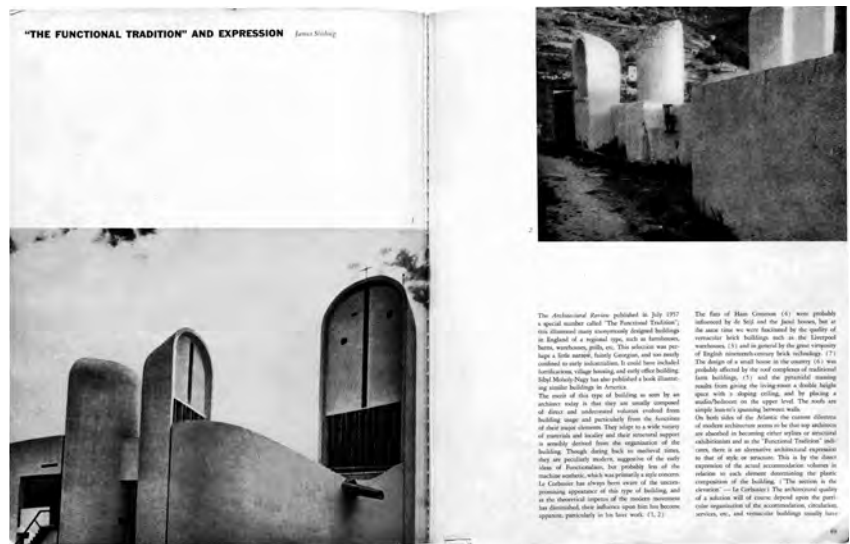 "THE FUNCTIONAL TRADITION" AND EXPRESSION James Stirling
1
2
The Architectural Review published in July 1957
a special number called "The Functional Tradition";
this illustrated many anonymously designed buildings
in England of a regional type, such as farmhouses,
barns, warehouses, mills, etc. This selection was per-
haps a little narrow, faintly Georgian, and too neatly
confined to early industrialism. It could have included
fortifications, village housing, and early office building.
Sibyl Moholy-Nagy has also published a book illustrat-
ing similar buildings in America.
The merit of this type of building as seen by an
architect today is that they are usually composed
of direct and undecorated volumes evolved from
building usage and particularly from the functions
of their major elements. They adapt to a wide variety
of materials and locality and their structural support
is sensibly derived from the organization of the
building. Though dating back to medieval times,
they are peculiarly modern, suggestive of the early
ideas of Functionalism, but probably less of the
machine aesthetic, which was primarily a style concern.
Le Corbusier has always been aware of the uncom-
promising appearance of this type of building, and
as the theoretical impetus of the modern movement
has diminished, their influence upon him has become
apparent, particularly in his later work. (1, 2)
The flats at Ham Common (4) were probably
influenced by de Stijl and the Jaoul houses, but at
the same time we were fascinated by the quality of
vernacular brick buildings such as the Liverpool
warehouses, (3) and in general by the great virtuosity
of English nineteenth-century brick technology. (7)
The design of a small house in the country (6) was
probably affected by the roof complexes of traditional
farm buildings, (5) and the pyramidal massing
results from giving the living-room a double height
space with a sloping ceiling, and by placing a
studio/bedroom on the upper level. The roofs are
simple lean-to's spanning between walls.
On both sides of the Atlantic the current dilemma
of modern architecture seems to be that top architects
are absorbed in becoming either stylists or structural
exhibitionists and as the "Functional Tradition" indi-
cates, there is an alternative architectural expression
to that of style or structure. This is by the direct
expression of the actual accommodation volumes in
relation to each element determining the plastic
composition of the building. ("The section is the
elevation" — Le Corbusier) The architectural quality
of a solution will of course depend upon the parti-
cular organization of the accommodation, circulation,
services, etc., and vernacular buildings usually have